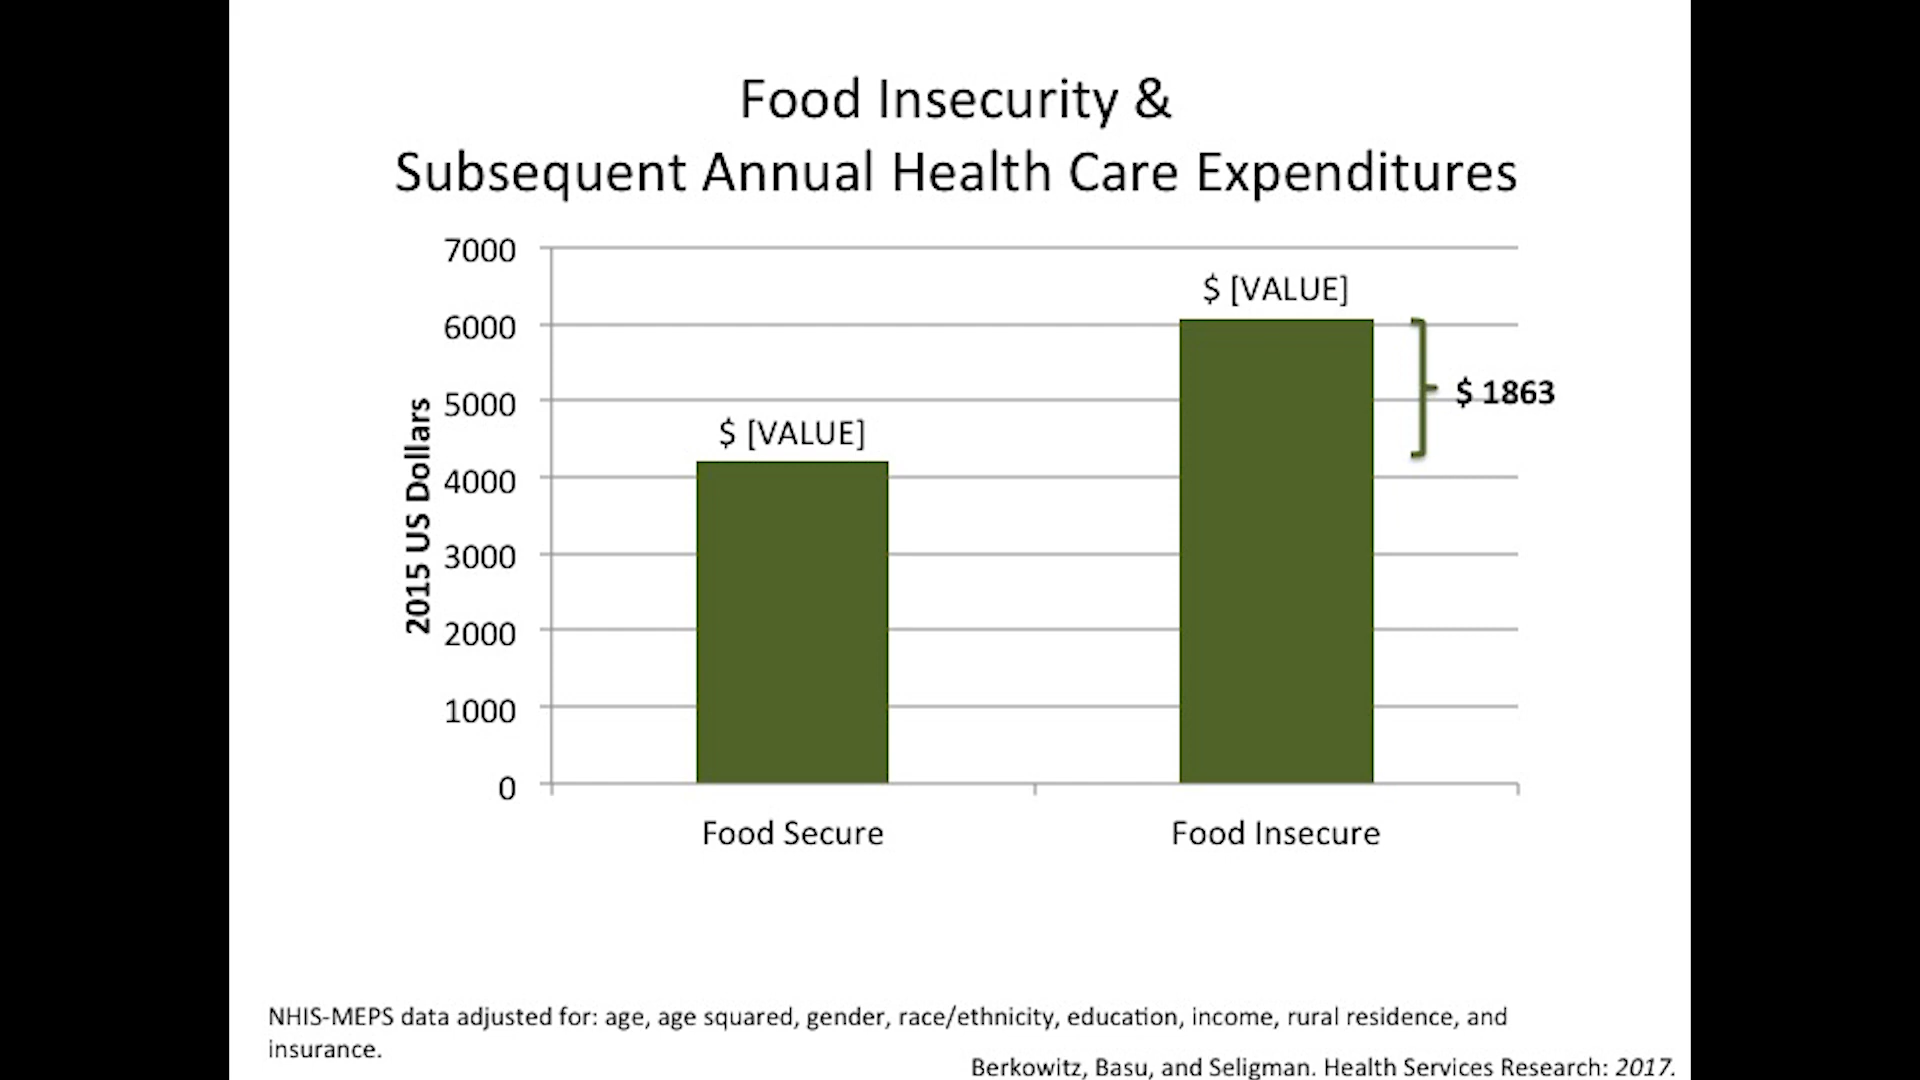 Food Insecurity &
Subsequent Annual Health Care Expenditures
7000
6000
5000
4000
3000
2000
1000
0
2015 US Dollars
$ [VALUE]
$ [VALUE]
$ 1863
Food Secure
Food Insecure
NHIS-MEPS data adjusted for: age, age squared, gender, race/ethnicity, education, income, rural residence, and
insurance.
Berkowitz, Basu, and Seligman. Health Services Research: 2017.